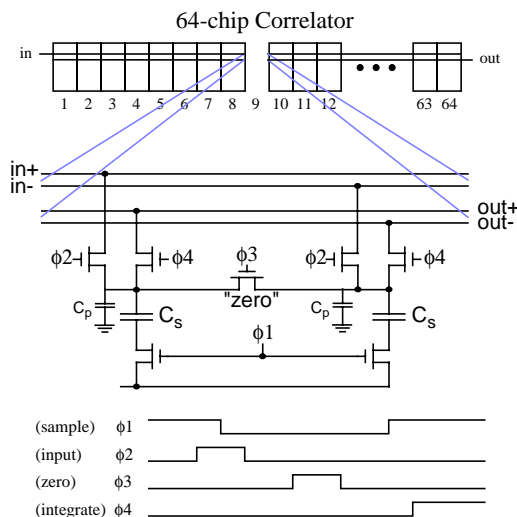 64-chip Correlator
in
out
1 2 3 4 5 6 7 8 9 10 11 12 63 64
in+
in-
out+
out-
ϕ2 ϕ4 ϕ3 ϕ2 ϕ4
"zero"
Cp Cs Cp Cs
ϕ1
(sample) ϕ1
(input) ϕ2
(zero) ϕ3
(integrate) ϕ4